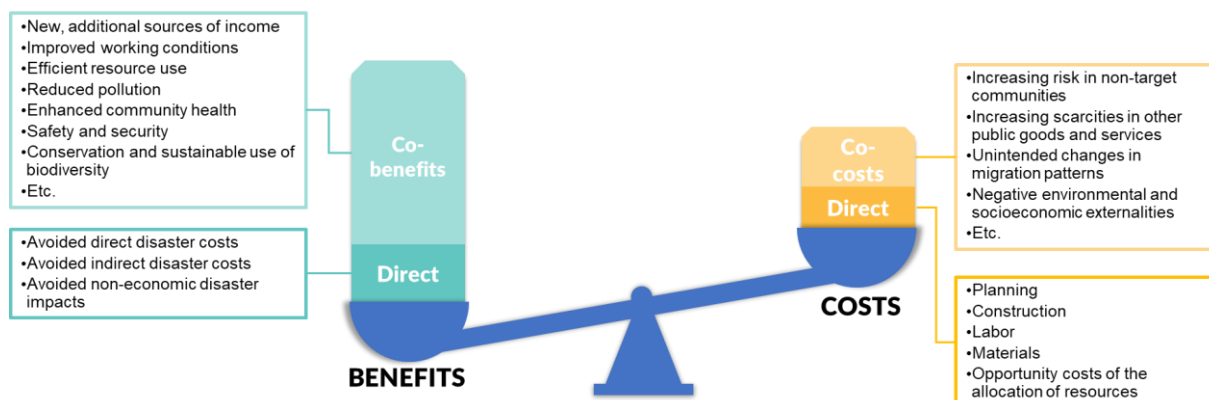 •New, additional sources of income
•Improved working conditions
•Efficient resource use
•Reduced pollution
•Enhanced community health
•Safety and security
•Conservation and sustainable use of
biodiversity
•Etc.
•Avoided direct disaster costs
•Avoided indirect disaster costs
•Avoided non-economic disaster
impacts
Co-
benefits
Direct
BENEFITS
Co-
costs
Direct
COSTS
•Increasing risk in non-target
communities
•Increasing scarcities in other
public goods and services
•Unintended changes in
migration patterns
•Negative environmental and
socioeconomic externalities
•Etc.
•Planning
•Construction
•Labor
•Materials
•Opportunity costs of the
allocation of resources